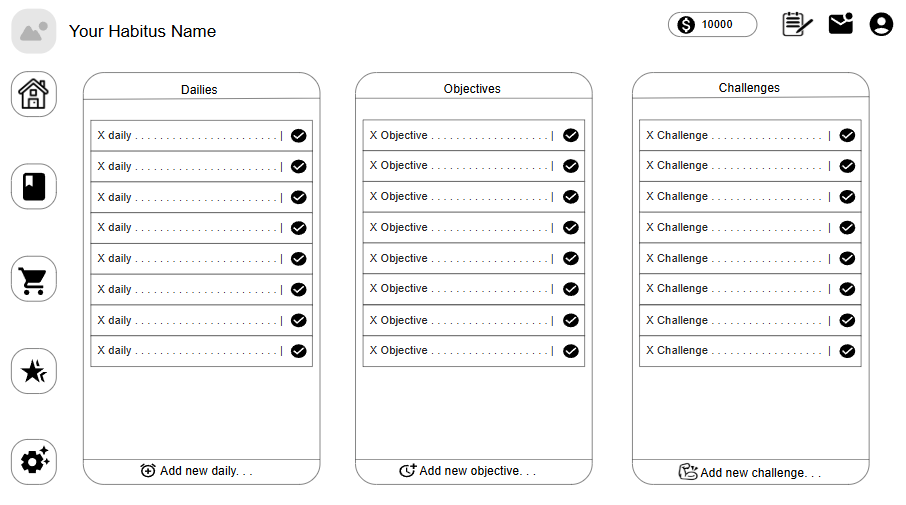 Your Habitus Name
10000
Dailies
X daily . . . . . . . . . . . . . . . . . . . . . . . |
X daily . . . . . . . . . . . . . . . . . . . . . . . |
X daily . . . . . . . . . . . . . . . . . . . . . . . |
X daily . . . . . . . . . . . . . . . . . . . . . . . |
X daily . . . . . . . . . . . . . . . . . . . . . . . |
X daily . . . . . . . . . . . . . . . . . . . . . . . |
X daily . . . . . . . . . . . . . . . . . . . . . . . |
X daily . . . . . . . . . . . . . . . . . . . . . . . |
Add new daily. . .
Objectives
X Objective . . . . . . . . . . . . . . . . . . . |
X Objective . . . . . . . . . . . . . . . . . . . |
X Objective . . . . . . . . . . . . . . . . . . . |
X Objective . . . . . . . . . . . . . . . . . . . |
X Objective . . . . . . . . . . . . . . . . . . . |
X Objective . . . . . . . . . . . . . . . . . . . |
X Objective . . . . . . . . . . . . . . . . . . . |
X Objective . . . . . . . . . . . . . . . . . . . |
Add new objective. . .
Challenges
X Challenge . . . . . . . . . . . . . . . . . . |
X Challenge . . . . . . . . . . . . . . . . . . |
X Challenge . . . . . . . . . . . . . . . . . . |
X Challenge . . . . . . . . . . . . . . . . . . |
X Challenge . . . . . . . . . . . . . . . . . . |
X Challenge . . . . . . . . . . . . . . . . . . |
X Challenge . . . . . . . . . . . . . . . . . . |
X Challenge . . . . . . . . . . . . . . . . . . |
Add new challenge. . .